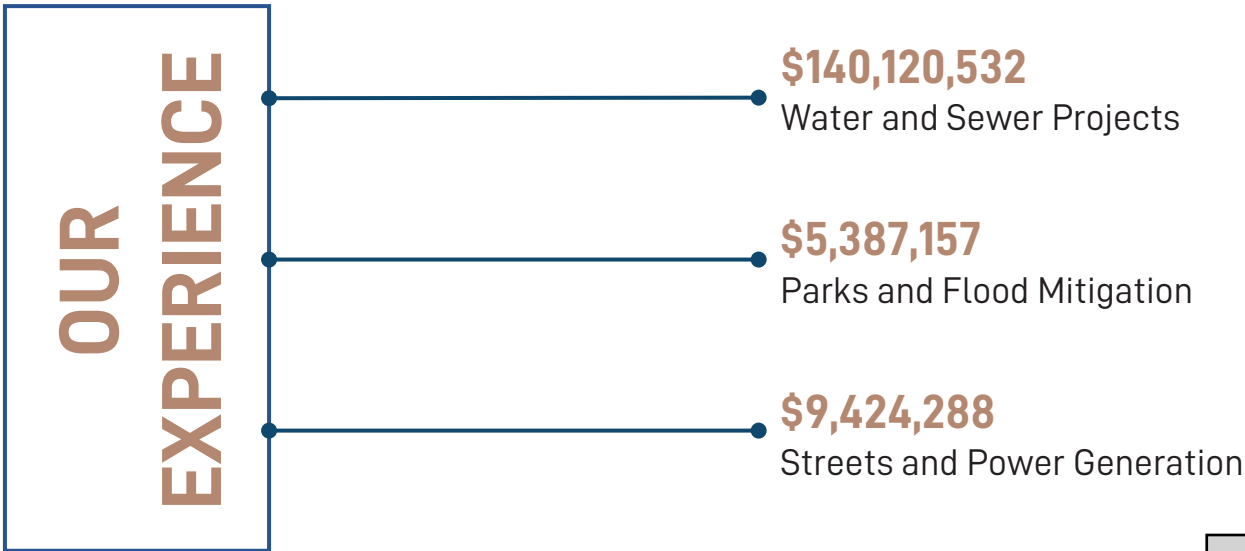 OUR
EXPERIENCE
$140,120,532
Water and Sewer Projects
$5,387,157
Parks and Flood Mitigation
$9,424,288
Streets and Power Generation